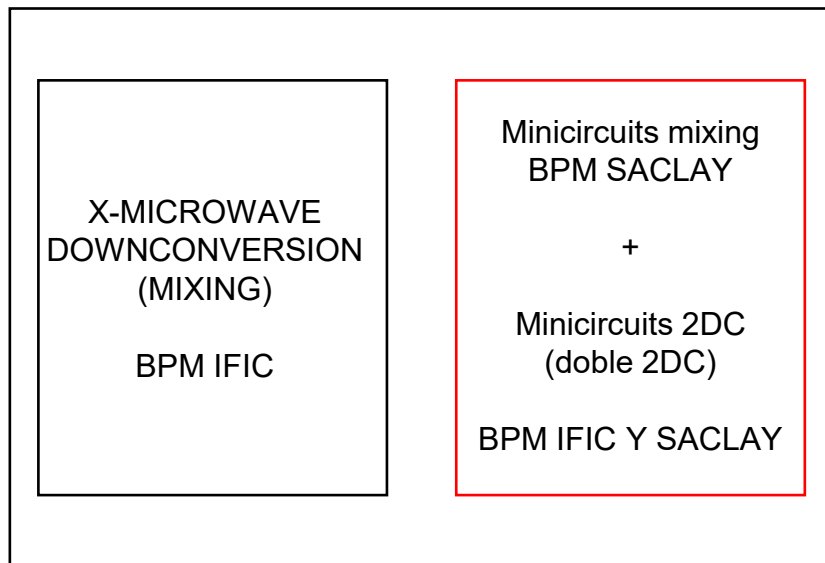 X-MICROWAVE
DOWNCONVERSION
(MIXING)
BPM IFIC
Minicircuits mixing
BPM SACLAY
+
Minicircuits 2DC
(doble 2DC)
BPM IFIC Y SACLAY